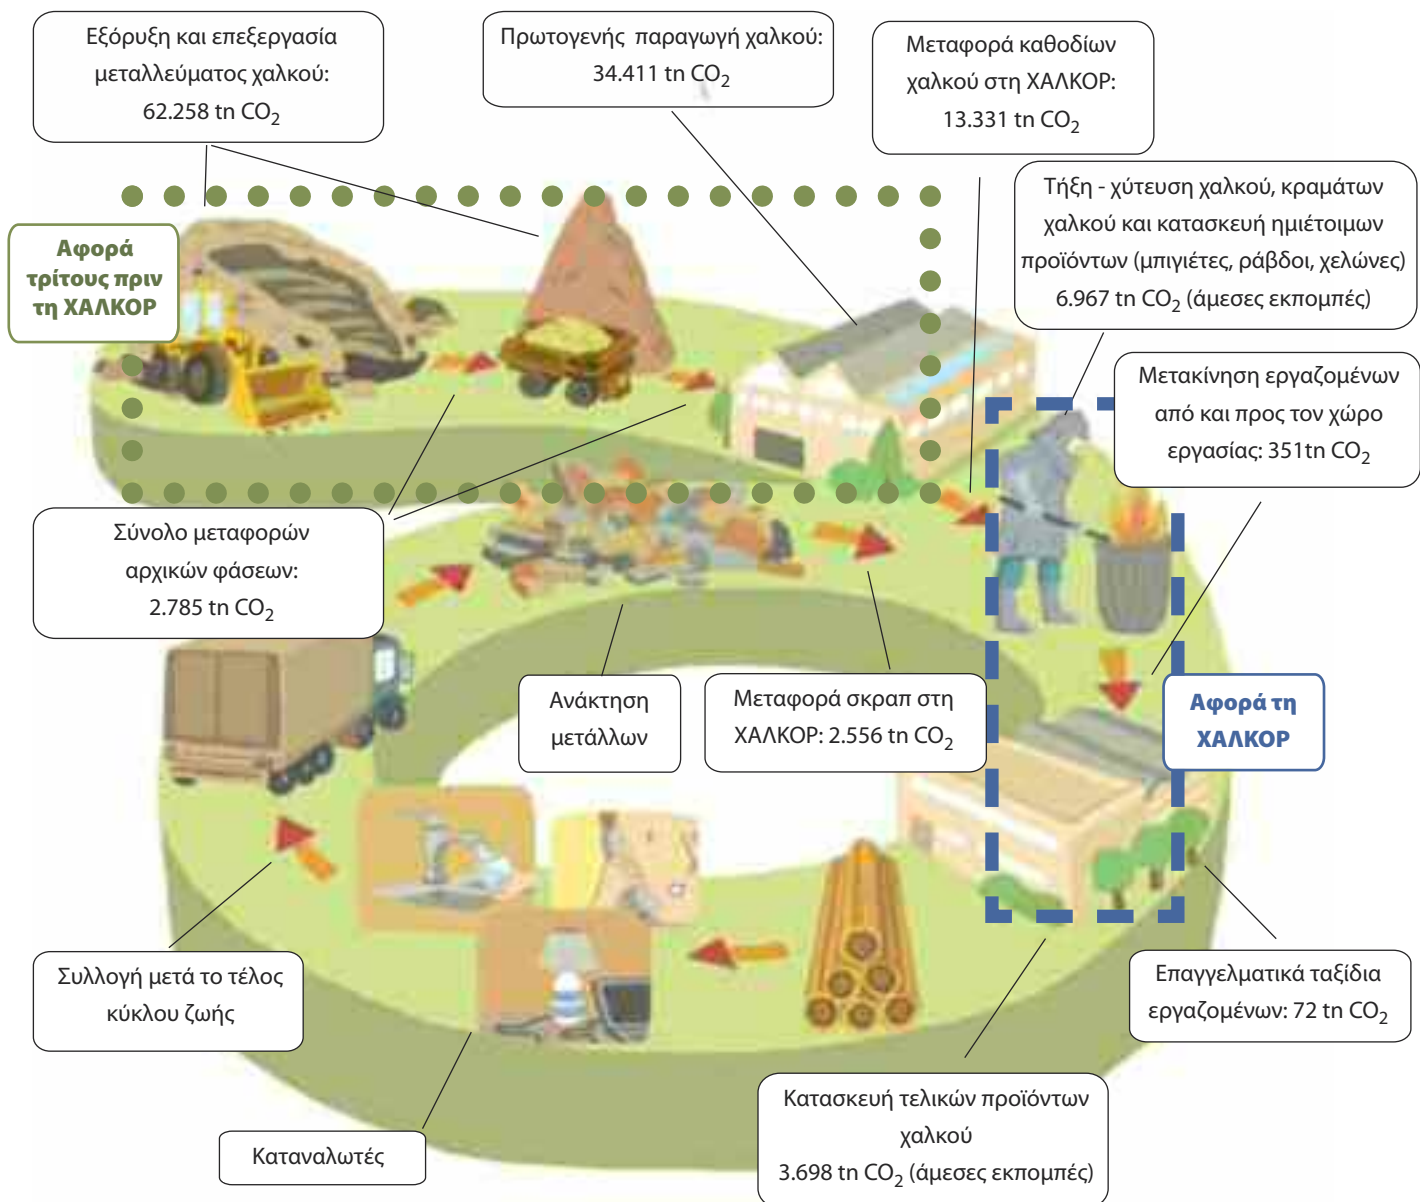 Εξόρυξη και επεξεργασία
μεταλλεύματος χαλκού:
62.258 tn CO2
Πρωτογενής παραγωγή χαλκού:
34.411 tn CO2
Μεταφορά καθοδίων
χαλκού στη ΧΑΛΚΟΡ:
13.331 tn CO2
Τήξη - χύτευση χαλκού, κραμάτων
χαλκού και κατασκευή ημιέτοιμων
προϊόντων (μπιγιέτες, ράβδοι, χελώνες)
6.967 tn CO2 (άμεσες εκπομπές)
Αφορά
τρίτους πριν
τη ΧΑΛΚΟΡ
Μετακίνηση εργαζομένων
από και προς τον χώρο
εργασίας: 351tn CO2
Σύνολο μεταφορών
αρχικών φάσεων:
2.785 tn CO2
Ανάκτηση
μετάλλων
Μεταφορά σκραπ στη
ΧΑΛΚΟΡ: 2.556 tn CO2
Αφορά τη
ΧΑΛΚΟΡ
Συλλογή μετά το τέλος
κύκλου ζωής
Επαγγελματικά ταξίδια
εργαζομένων: 72 tn CO2
Καταναλωτές
Κατασκευή τελικών προϊόντων
χαλκού
3.698 tn CO2 (άμεσες εκπομπές)